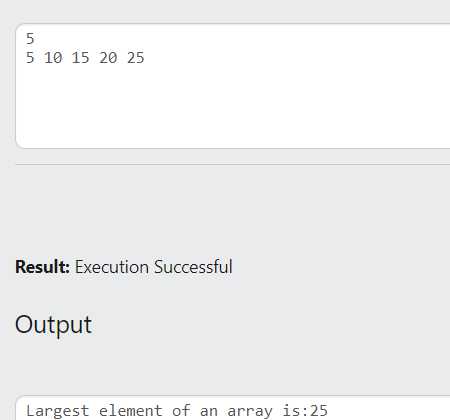 5
5 10 15 20 25
Result: Execution Successful
Output
Largest element of an array is:25